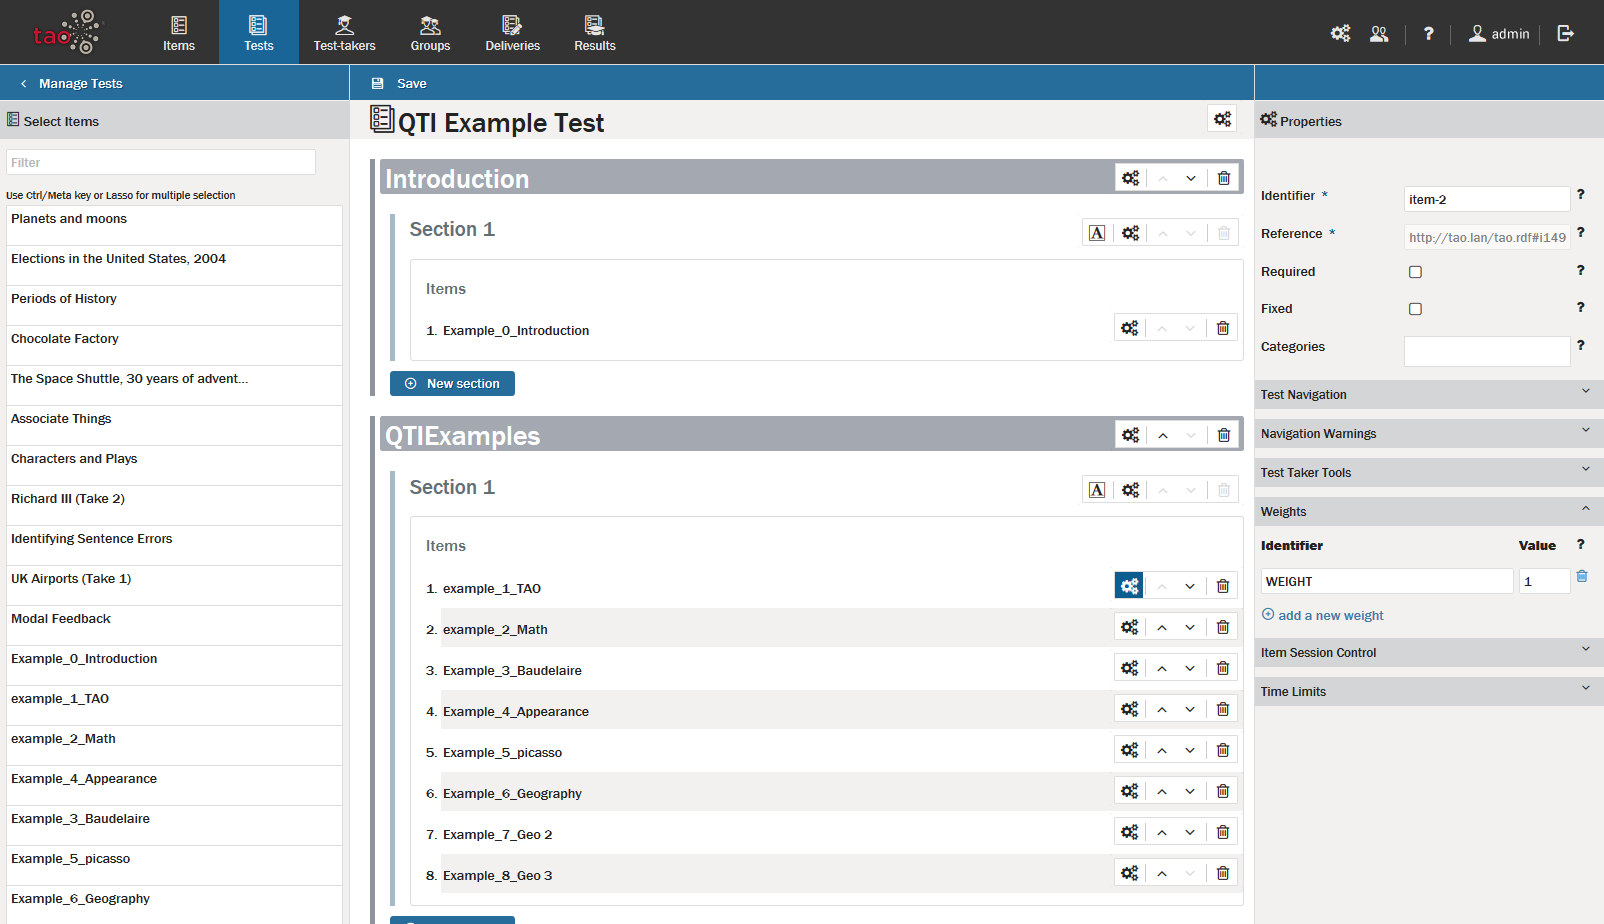 tao
Items
Tests
Test-takers
Groups
Deliveries
Results
?
admin
Manage Tests
Save
Select Items
Filter
Use Ctrl/Meta key or Lasso for multiple selection
Planets and moons
Elections in the United States, 2004
Periods of History
Chocolate Factory
The Space Shuttle, 30 years of advent...
Associate Things
Characters and Plays
Richard III (Take 2)
Identifying Sentence Errors
UK Airports (Take 1)
Modal Feedback
Example_0_Introduction
example_1_TAO
example_2_Math
Example_4_Appearance
Example_3_Baudelaire
Example_5_picasso
Example_6_Geography
QTI Example Test
Introduction
Section 1
A
Items
1. Example_0_Introduction
New section
QTIExamples
Section 1
A
Items
1. example_1_TAO
2. example_2_Math
3. Example_3_Baudelaire
4. Example_4_Appearance
5. Example_5_picasso
6. Example_6_Geography
7. Example_7_Geo 2
8. Example_8_Geo 3
Properties
Identifier * item-2 ?
Reference * http://tao.lan/tao.rdf#i149 ?
Required ?
Fixed ?
Categories ?
Test Navigation
Navigation Warnings
Test Taker Tools
Weights
Identifier Value ?
WEIGHT 1
add a new weight
Item Session Control
Time Limits